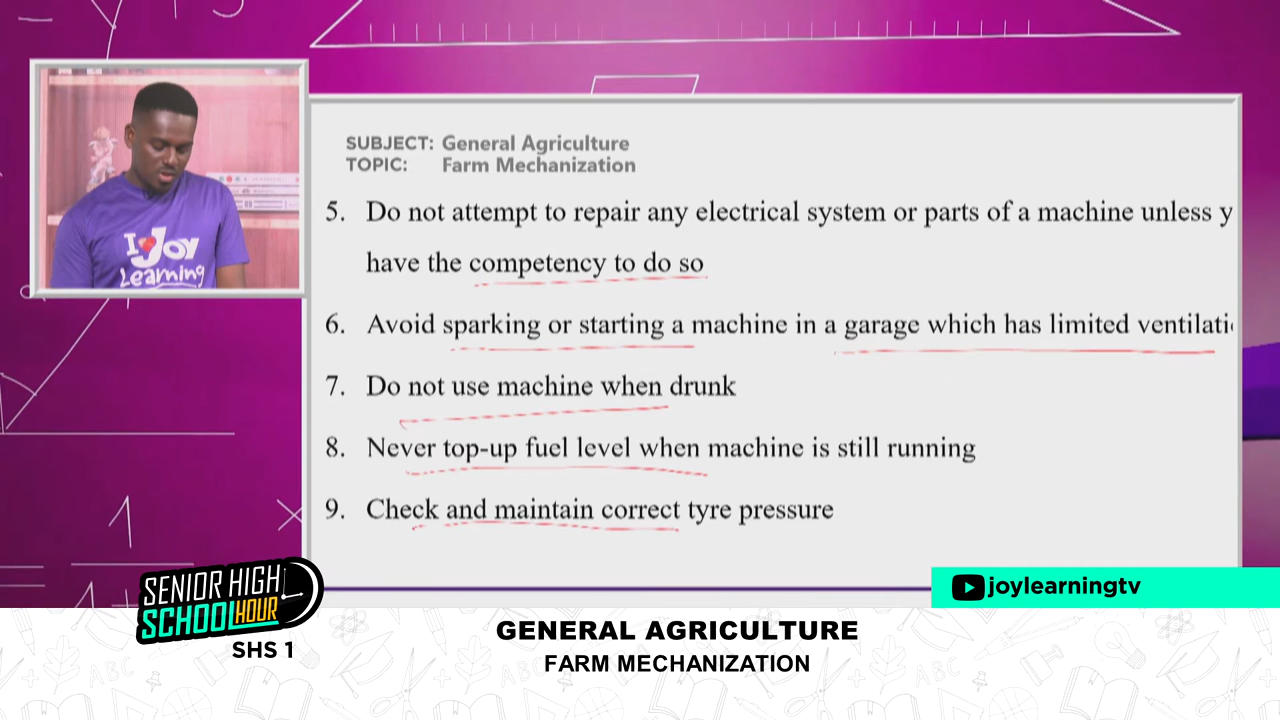 SUBJECT: General Agriculture
TOPIC: Farm Mechanization
5. Do not attempt to repair any electrical system or parts of a machine unless y
have the competency to do so
6. Avoid sparking or starting a machine in a garage which has limited ventilati
7. Do not use machine when drunk
8. Never top-up fuel level when machine is still running
9. Check and maintain correct tyre pressure
I Joy
Learning
SENIOR HIGH
SCHOOL HOUR
SHS 1
joylearningtv
GENERAL AGRICULTURE
FARM MECHANIZATION